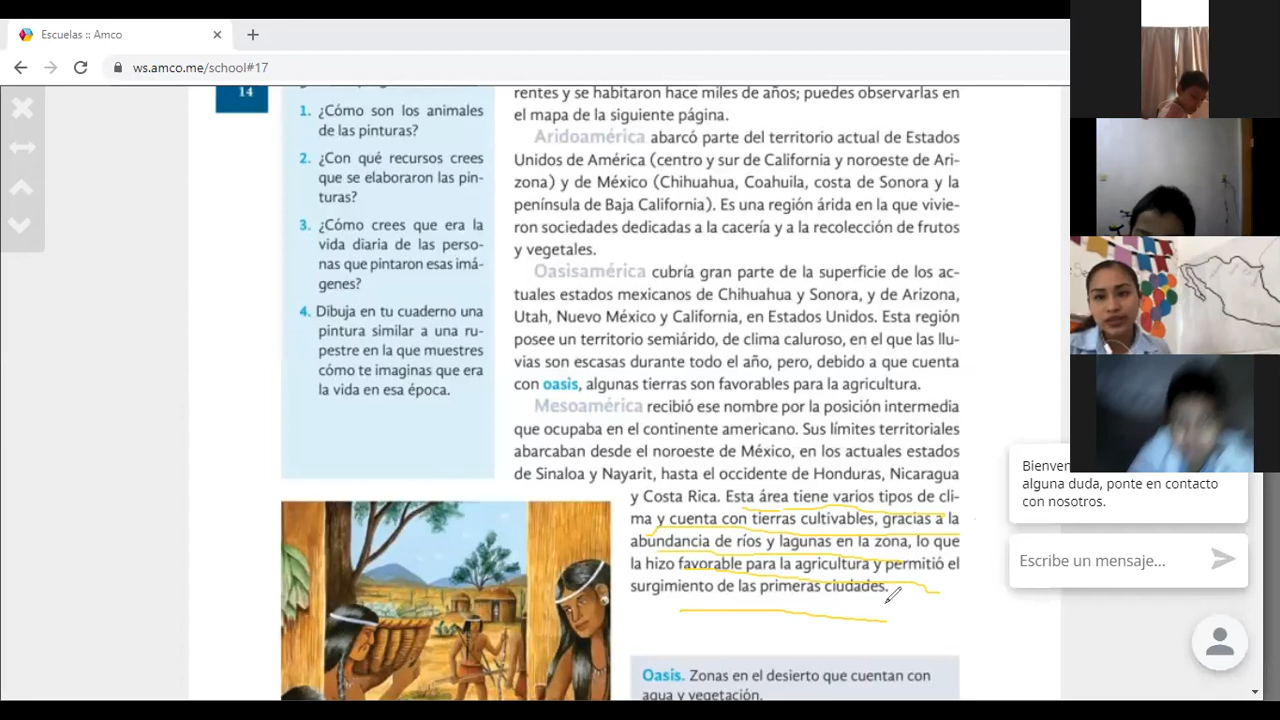 Escuelas :: Amco
ws.amco.me/school#17
14
1. ¿Cómo son los animales
de las pinturas?
2. ¿Con qué recursos crees
que se elaboraron las pin-
turas?
3. ¿Cómo crees que era la
vida diaria de las perso-
nas que pintaron esas imá-
genes?
4. Dibuja en tu cuaderno una
pintura similar a una ru-
pestre en la que muestres
cómo te imaginas que era
la vida en esa época.
rentes y se habitaron hace miles de años; puedes observarlas en
el mapa de la siguiente página.
Aridoamérica abarcó parte del territorio actual de Estados
Unidos de América (centro y sur de California y noroeste de Ari-
zona) y de México (Chihuahua, Coahuila, costa de Sonora y la
península de Baja California). Es una región árida en la que vivie-
ron sociedades dedicadas a la cacería y a la recolección de frutos
y vegetales.
Oasisamérica cubría gran parte de la superficie de los ac-
tuales estados mexicanos de Chihuahua y Sonora, y de Arizona,
Utah, Nuevo México y California, en Estados Unidos. Esta región
posee un territorio semiárido, de clima caluroso, en el que las llu-
vias son escasas durante todo el año, pero, debido a que cuenta
con oasis, algunas tierras son favorables para la agricultura.
Mesoamérica recibió ese nombre por la posición intermedia
que ocupaba en el continente americano. Sus límites territoriales
abarcaban desde el noroeste de México, en los actuales estados
de Sinaloa y Nayarit, hasta el occidente de Honduras, Nicaragua
y Costa Rica. Esta área tiene varios tipos de cli-
ma y cuenta con tierras cultivables, gracias a la
abundancia de ríos y lagunas en la zona, lo que
la hizo favorable para la agricultura y permitió el
surgimiento de las primeras ciudades.
Oasis. Zonas en el desierto que cuentan con
agua y vegetación.
alguna duda, ponte en contacto
con nosotros.
Escribe un mensaje...